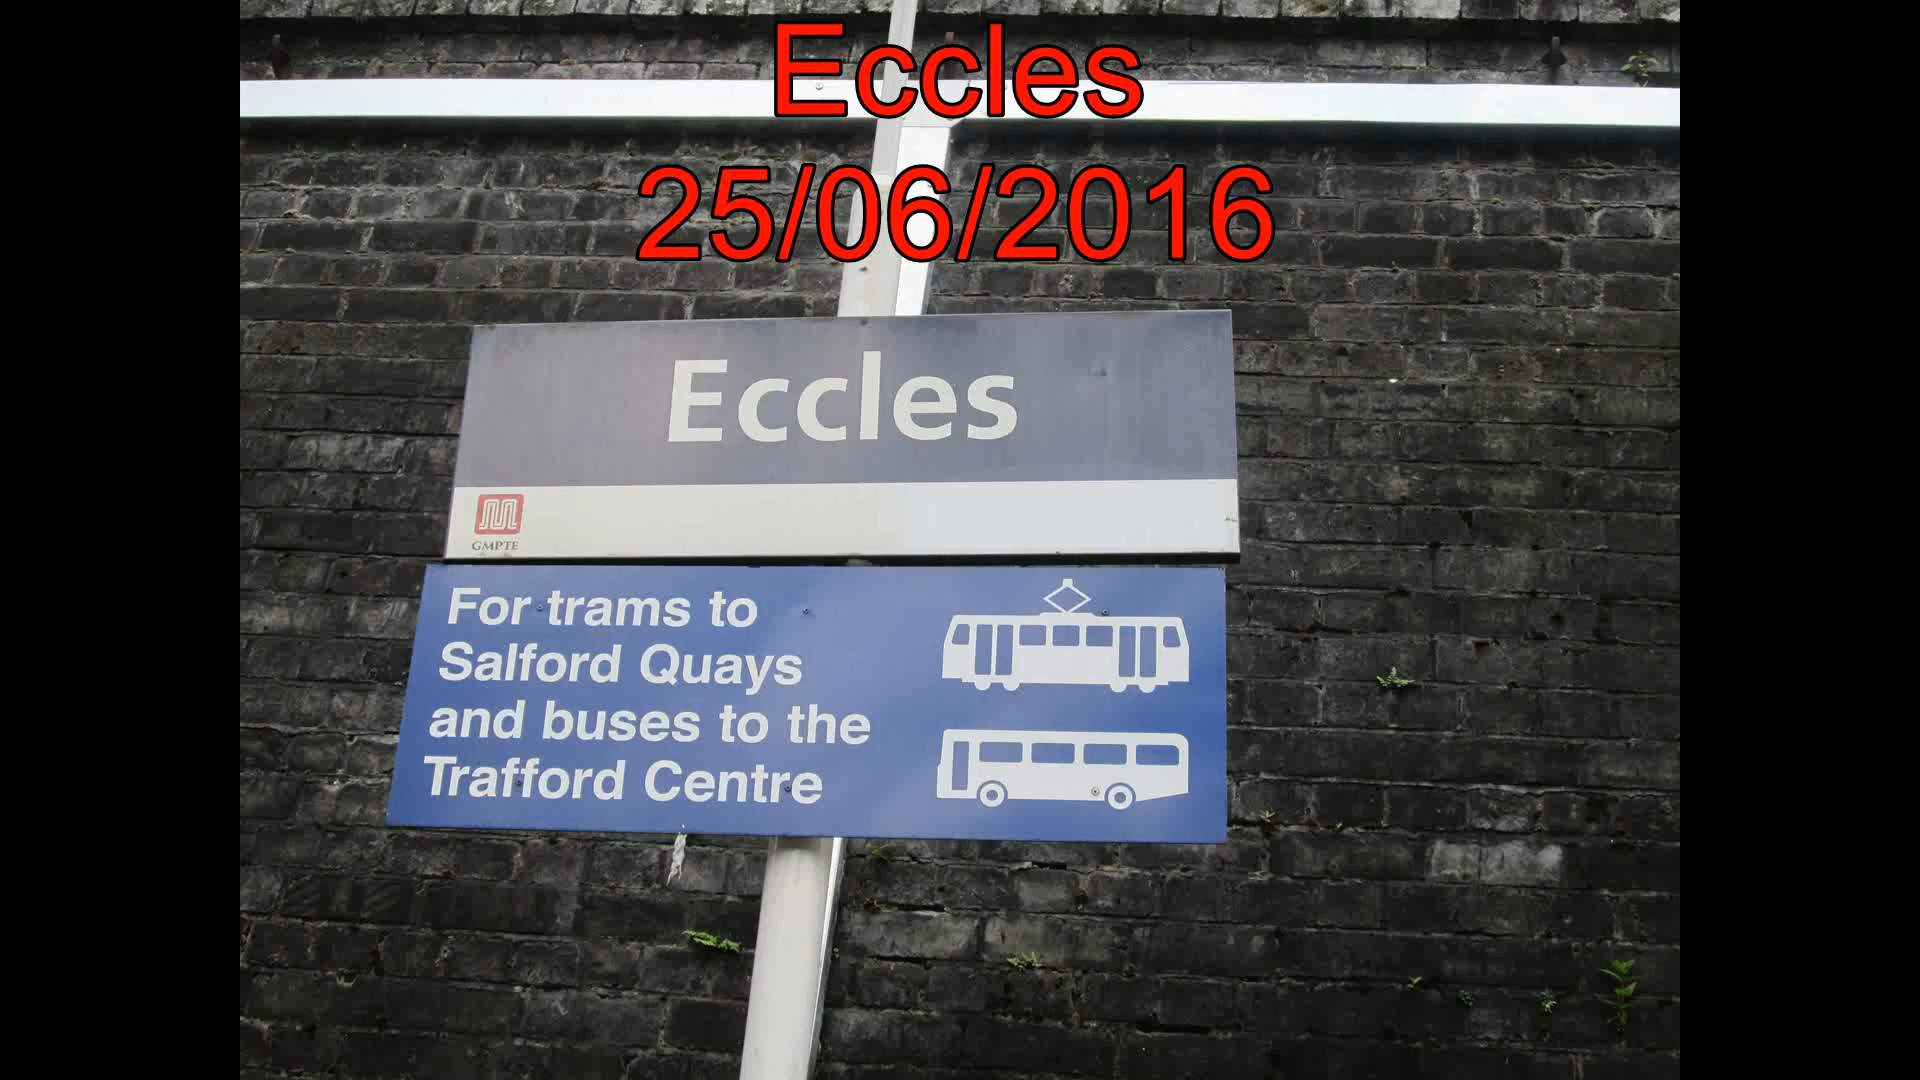 Eccles
25/06/2016
Eccles
GMPTE
For trams to
Salford Quays
and buses to the
Trafford Centre